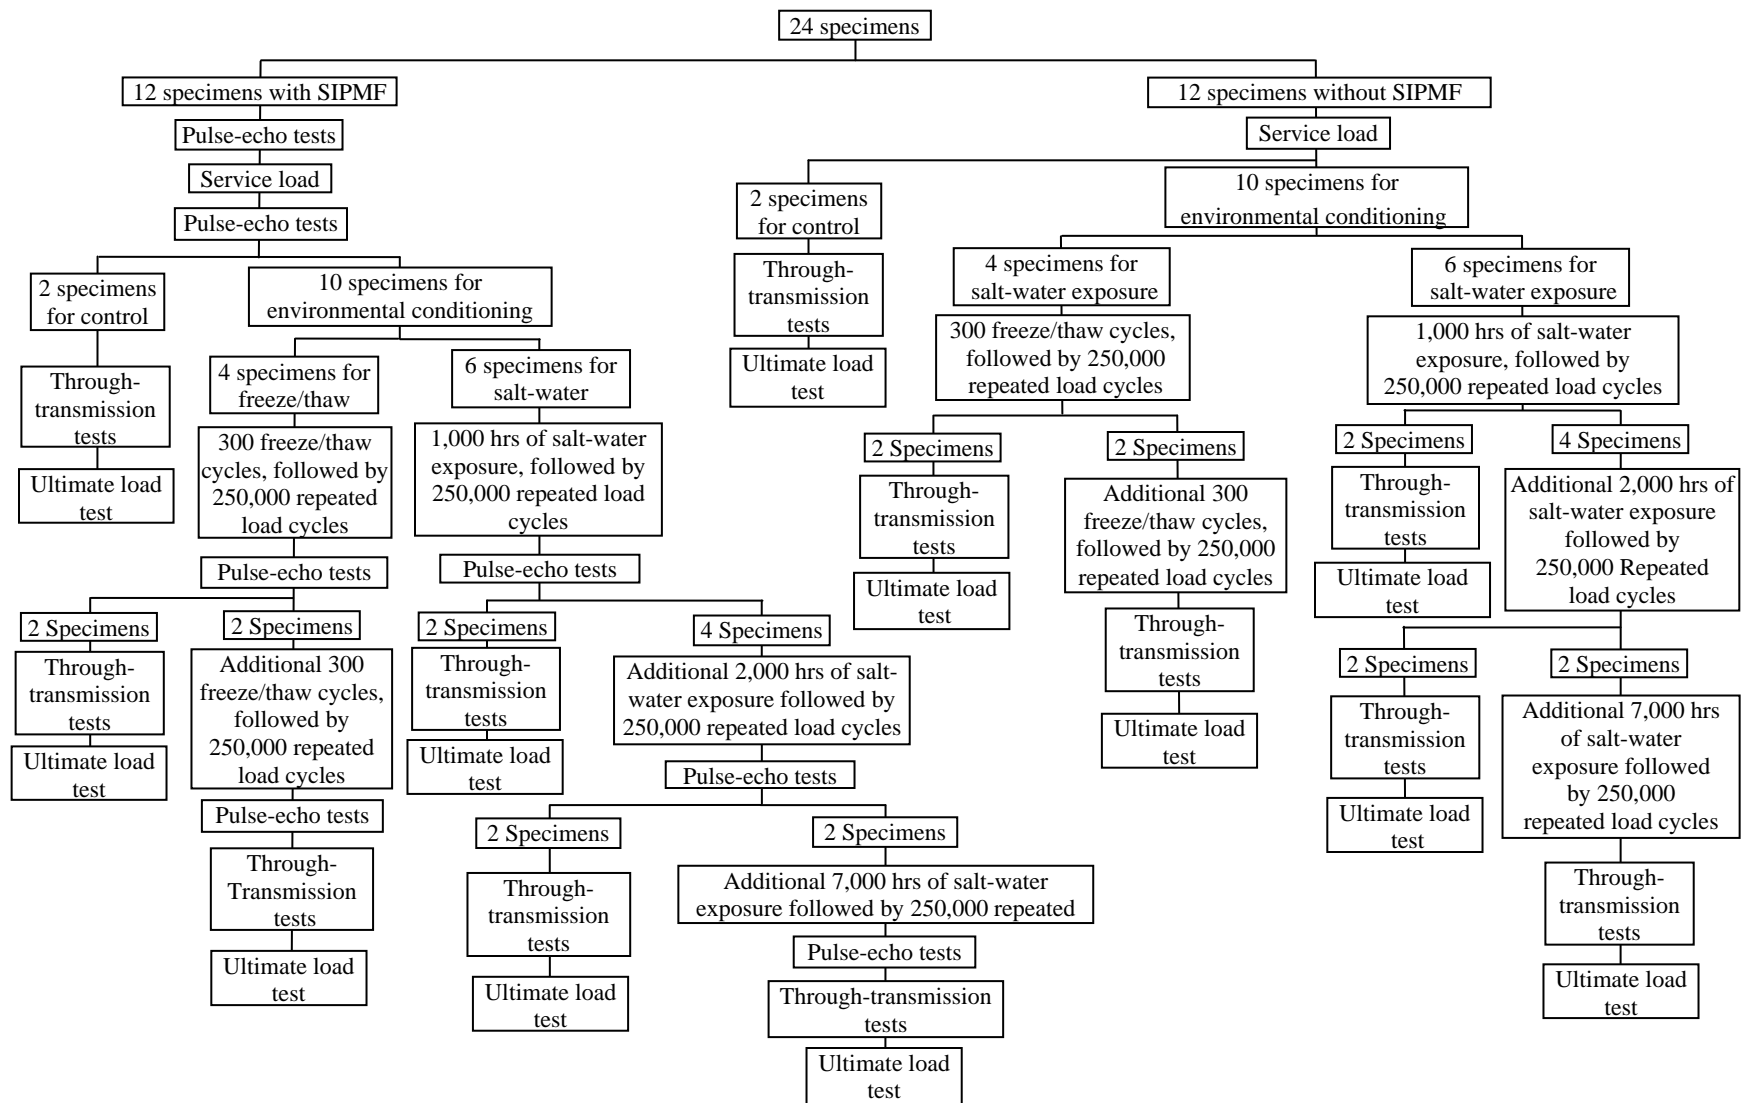 24 specimens
12 specimens with SIPMF
Pulse-echo tests
Service load
Pulse-echo tests
2 specimens
for control
Through-
transmission
tests
Ultimate load
test
10 specimens for
environmental conditioning
4 specimens for
freeze/thaw
300 freeze/thaw
cycles, followed by
250,000 repeated
load cycles
Pulse-echo tests
2 Specimens
Through-
transmission
tests
Ultimate load
test
2 Specimens
Additional 300
freeze/thaw cycles,
followed by
250,000 repeated
load cycles
Pulse-echo tests
Through-
Transmission
tests
Ultimate load
test
6 specimens for
salt-water
1,000 hrs of salt-water
exposure, followed by
250,000 repeated load
cycles
Pulse-echo tests
2 Specimens
Through-
transmission
tests
Ultimate load
test
4 Specimens
Additional 2,000 hrs of salt-
water exposure followed by
250,000 repeated load cycles
Pulse-echo tests
2 Specimens
Through-
transmission
tests
Ultimate load
test
2 Specimens
Additional 7,000 hrs of salt-water
exposure followed by 250,000 repeated
Pulse-echo tests
Through-transmission
tests
Ultimate load
test
12 specimens without SIPMF
Service load
2 specimens
for control
Through-
transmission
tests
Ultimate load
test
10 specimens for
environmental conditioning
4 specimens for
salt-water exposure
300 freeze/thaw cycles,
followed by 250,000
repeated load cycles
2 Specimens
Through-
transmission
tests
Ultimate load
test
2 Specimens
Additional 300
freeze/thaw cycles,
followed by 250,000
repeated load cycles
Through-
transmission
tests
Ultimate load
test
6 specimens for
salt-water exposure
1,000 hrs of salt-water
exposure, followed by
250,000 repeated load cycles
2 Specimens
Through-
transmission
tests
Ultimate load
test
4 Specimens
Additional 2,000 hrs of
salt-water exposure
followed by
250,000 Repeated
load cycles
2 Specimens
Through-
transmission
tests
Ultimate load
test
2 Specimens
Additional 7,000 hrs
of salt-water
exposure followed
by 250,000
repeated load cycles
Through-
transmission
tests
Ultimate load
test